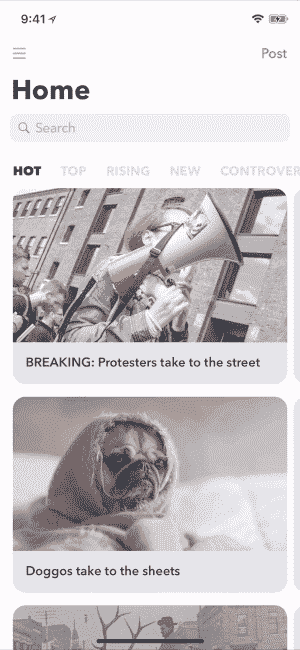 9:41
Post
Home
Search
HOT TOP RISING NEW CONTROVER
BREAKING: Protesters take to the street
Doggos take to the sheets